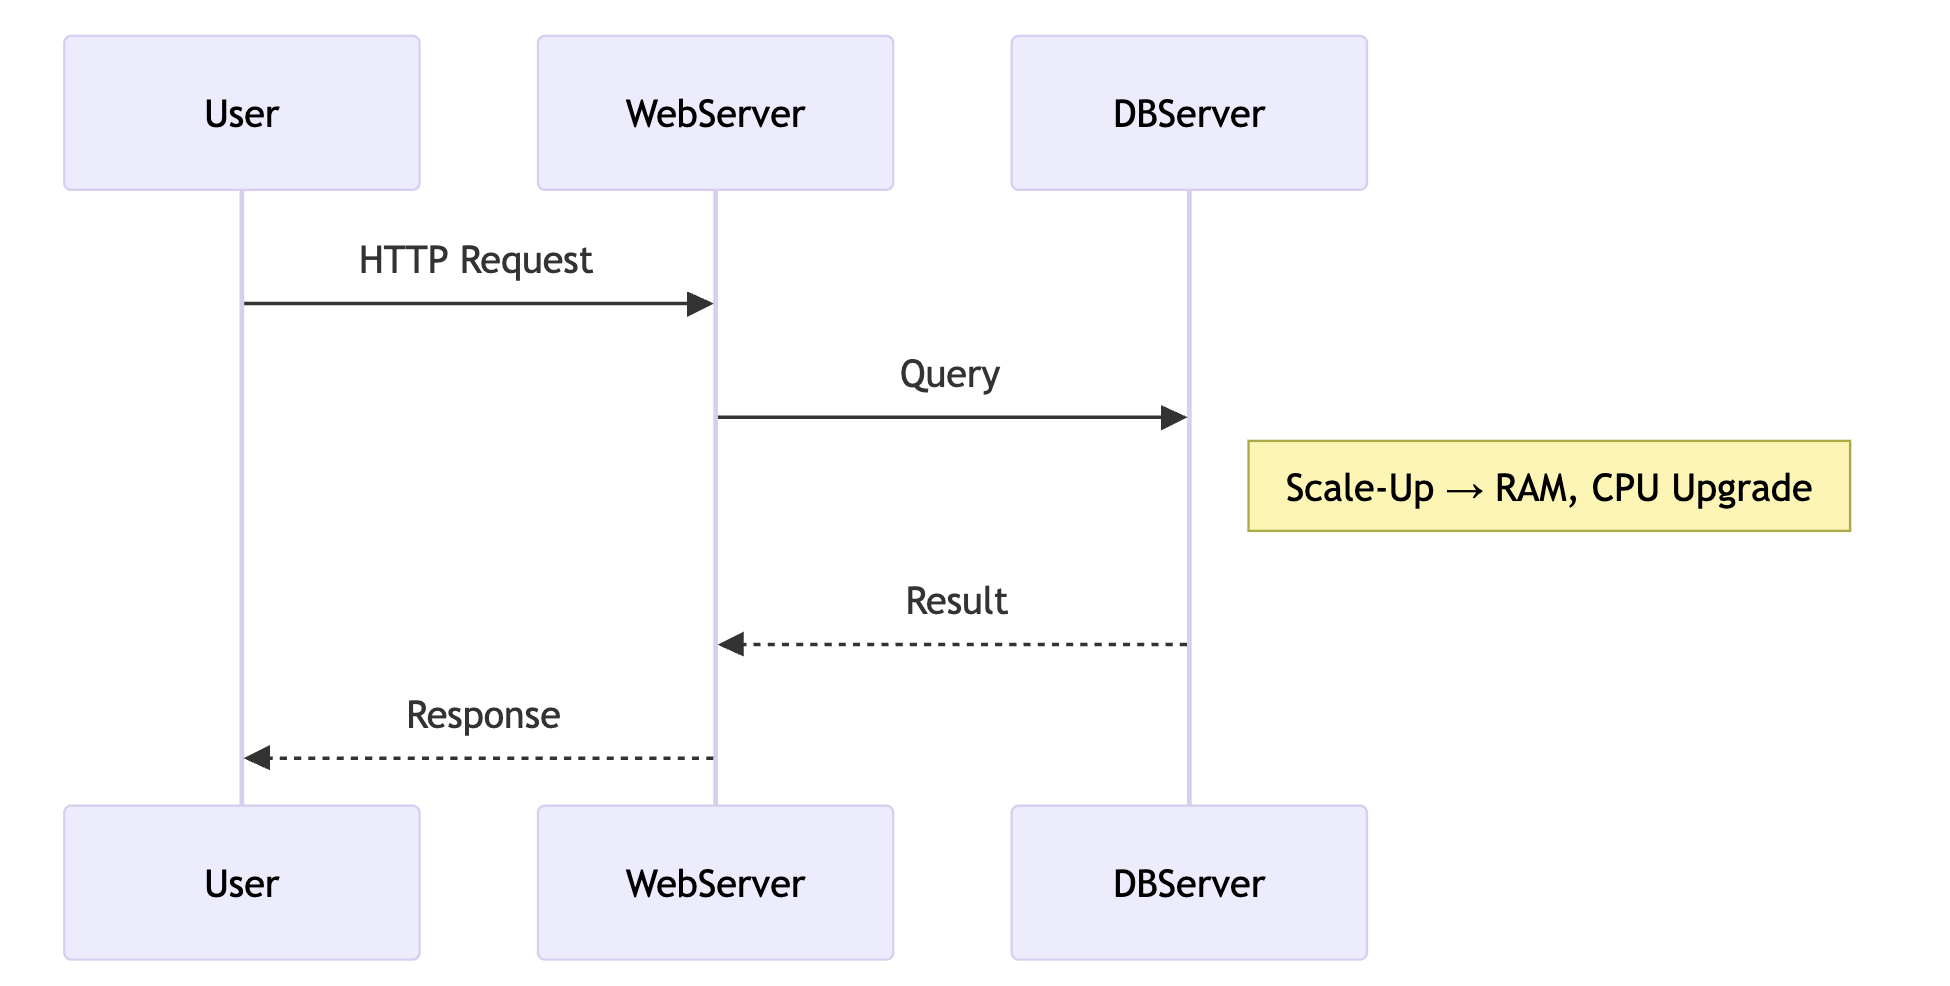 User
WebServer
DBServer
HTTP Request
Query
Scale-Up → RAM, CPU Upgrade
Result
Response
User
WebServer
DBServer